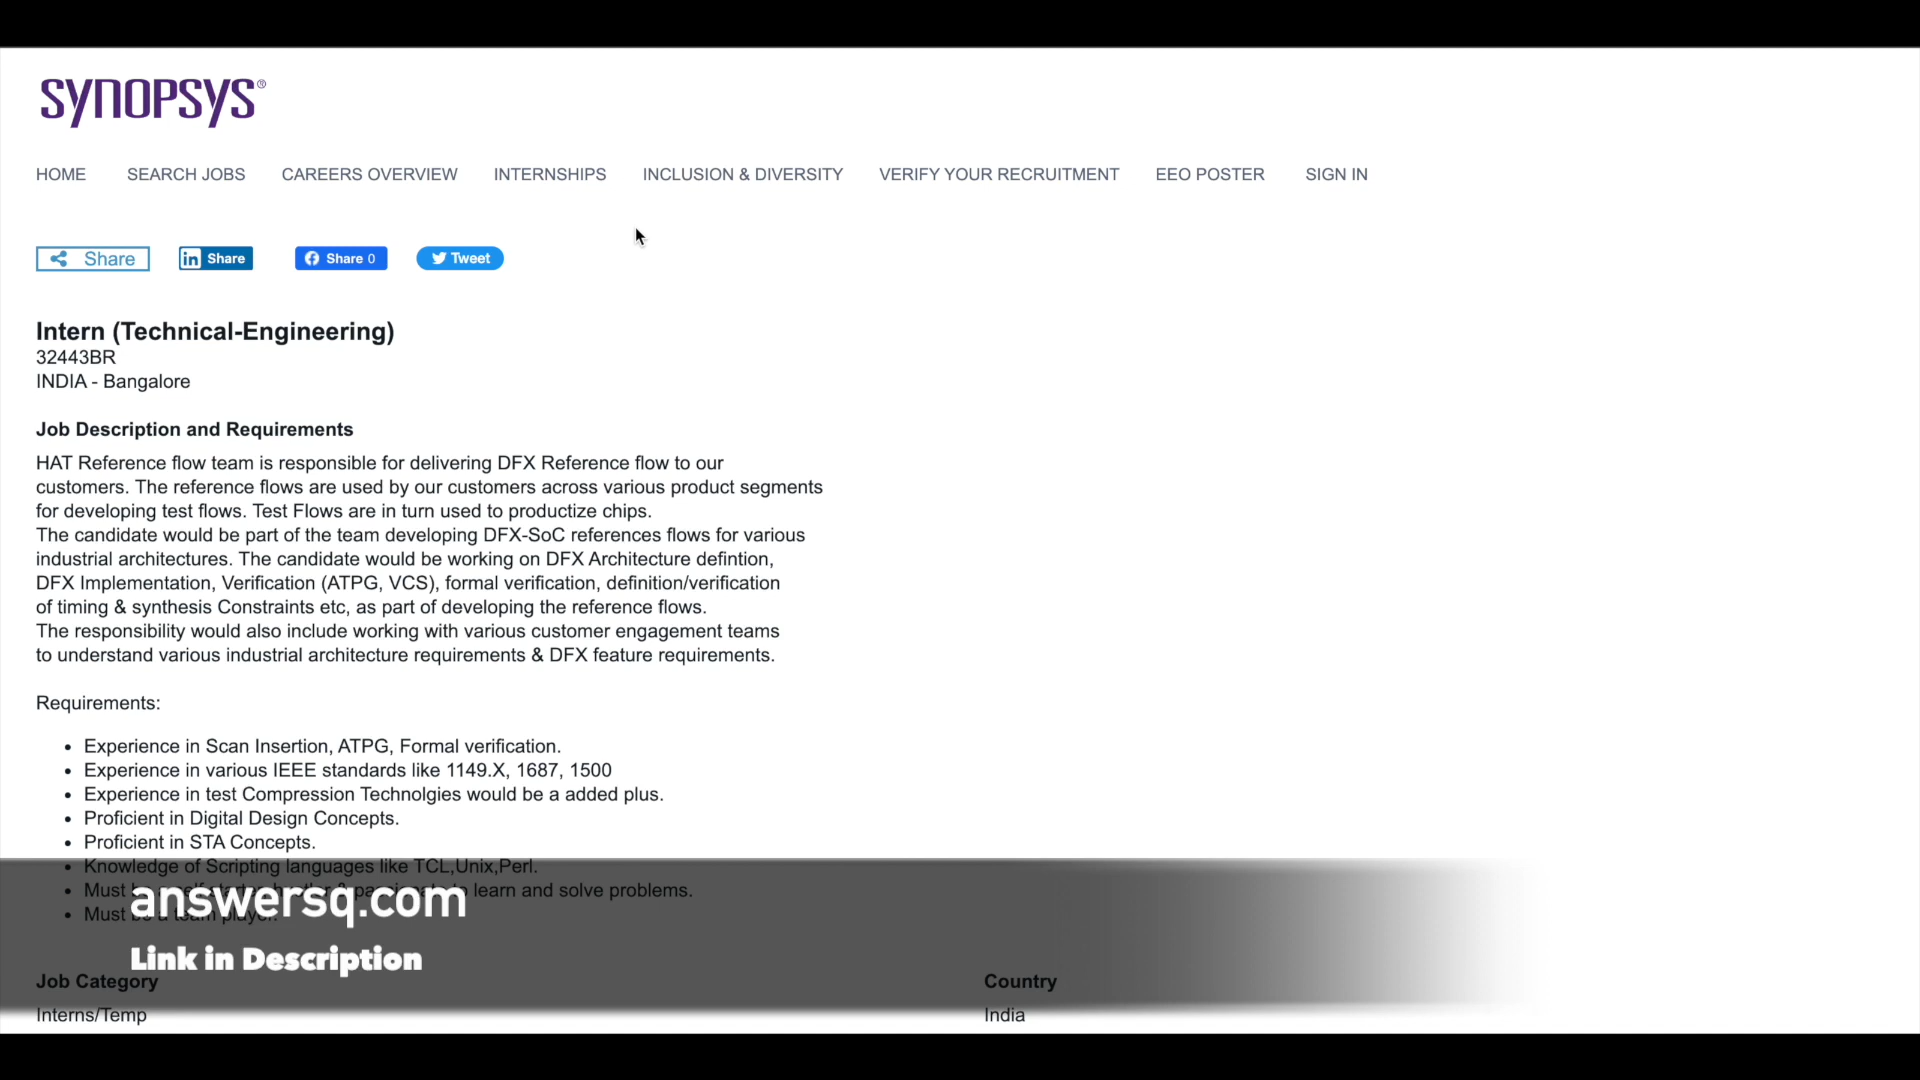 SYNOPSYS®
HOME SEARCH JOBS CAREERS OVERVIEW INTERNSHIPS INCLUSION & DIVERSITY VERIFY YOUR RECRUITMENT EEO POSTER SIGN IN
Share in Share Share 0 Tweet
Intern (Technical-Engineering)
32443BR
INDIA - Bangalore
Job Description and Requirements
HAT Reference flow team is responsible for delivering DFX Reference flow to our
customers. The reference flows are used by our customers across various product segments
for developing test flows. Test Flows are in turn used to productize chips.
The candidate would be part of the team developing DFX-SoC references flows for various
industrial architectures. The candidate would be working on DFX Architecture defintion,
DFX Implementation, Verification (ATPG, VCS), formal verification, definition/verification
of timing & synthesis Constraints etc, as part of developing the reference flows.
The responsibility would also include working with various customer engagement teams
to understand various industrial architecture requirements & DFX feature requirements.
Requirements:
• Experience in Scan Insertion, ATPG, Formal verification.
• Experience in various IEEE standards like 1149.X, 1687, 1500
• Experience in test Compression Technolgies would be a added plus.
• Proficient in Digital Design Concepts.
• Proficient in STA Concepts.
• Knowledge of Scripting languages like TCL,Unix,Perl.
• Must learn and solve problems.
• Must be a team player.
answersq.com
Link in Description
Job Category Country
Interns/Temp India